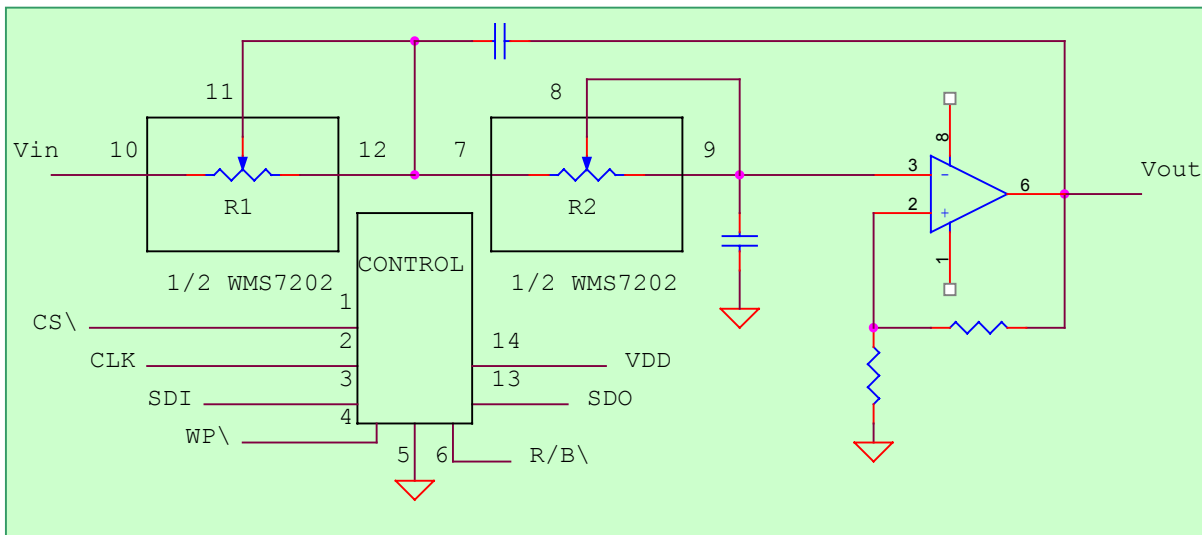 11
8
8
Vin
10
12
7
9
3
-
6
Vout
R1
R2
2
+
CONTROL
1
1/2 WMS7202
1/2 WMS7202
1
CS\
2
14
CLK
VDD
3
13
SDI
SDO
4
WP\
5
6
R/B\